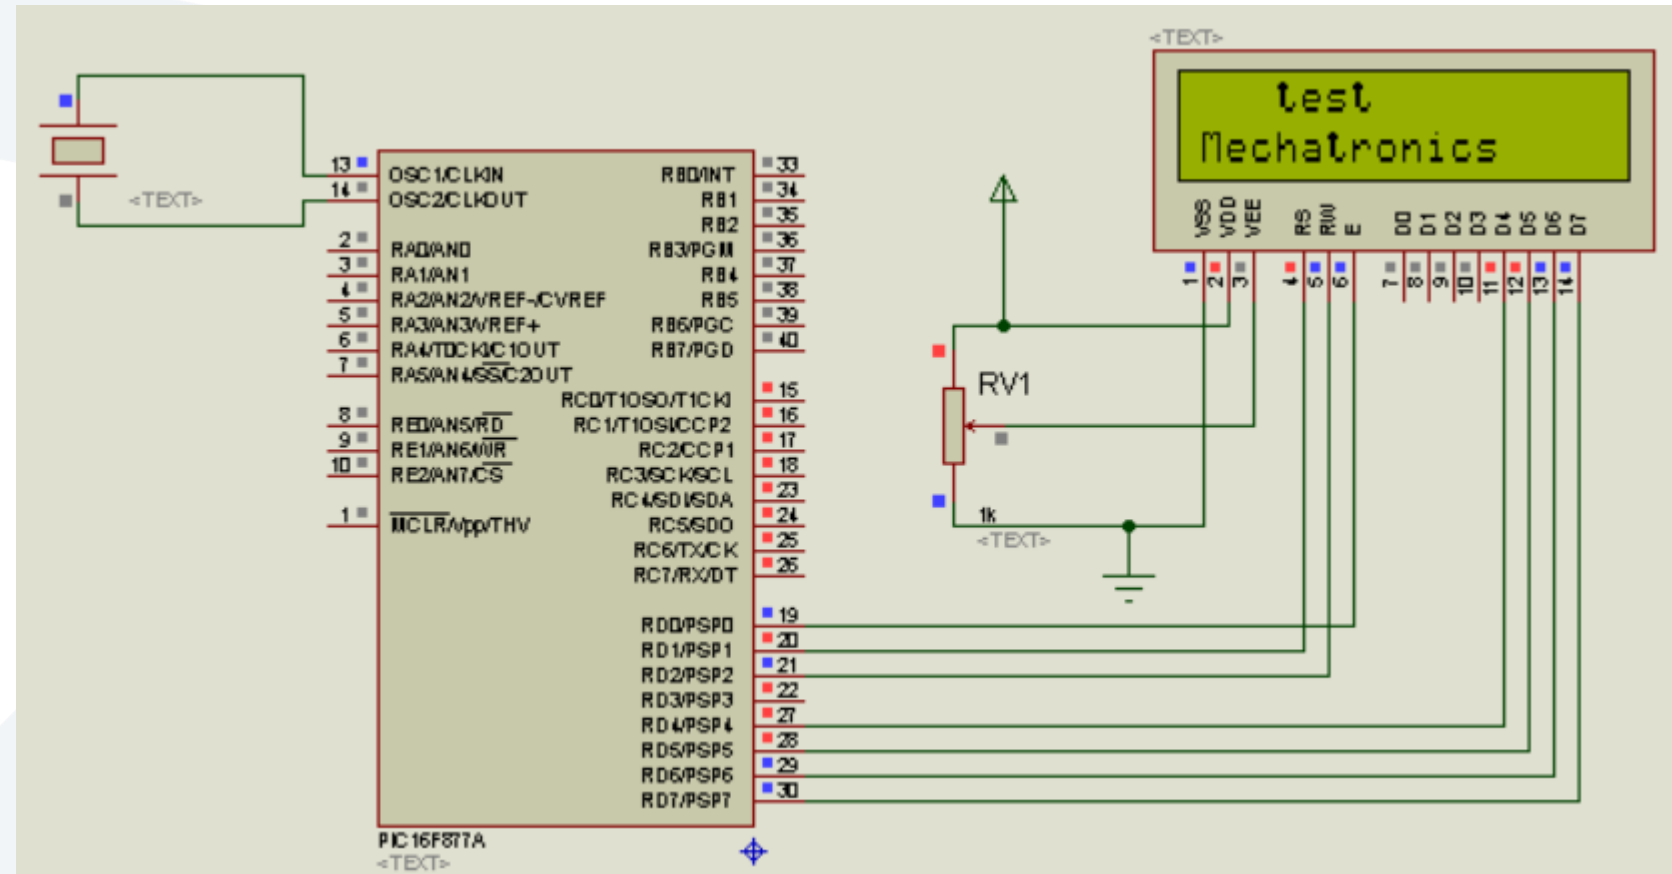 <TEXT>
test
Mechatronics
VSS
VDD
VEE
RS
RW
E
D0
D1
D2
D3
D4
D5
D6
D7
1
2
3
4
5
6
7
8
9
10
11
12
13
14
<TEXT>
13 OSC1/CLKIN
14 OSC2/CLKOUT
2 RA0/AN0
3 RA1/AN1
4 RA2/AN2/VREF-/CVREF
5 RA3/AN3/VREF+
6 RA4/T0CKI/C1OUT
7 RA5/AN4/SS/C2OUT
8 RE0/AN5/RD
9 RE1/AN6/WR
10 RE2/AN7/CS
1 MCLR/Vpp/THV
RB0/INT 33
RB1 34
RB2 35
RB3/PGM 36
RB4 37
RB5 38
RB6/PGC 39
RB7/PGD 40
RC0/T1OSO/T1CKI 15
RC1/T1OSI/CCP2 16
RC2/CCP1 17
RC3/SCK/SCL 18
RC4/SDI/SDA 23
RC5/SDO 24
RC6/TX/CK 25
RC7/RX/DT 26
RD0/PSP0 19
RD1/PSP1 20
RD2/PSP2 21
RD3/PSP3 22
RD4/PSP4 27
RD5/PSP5 28
RD6/PSP6 29
RD7/PSP7 30
PIC16F877A
<TEXT>
RV1
1k
<TEXT>